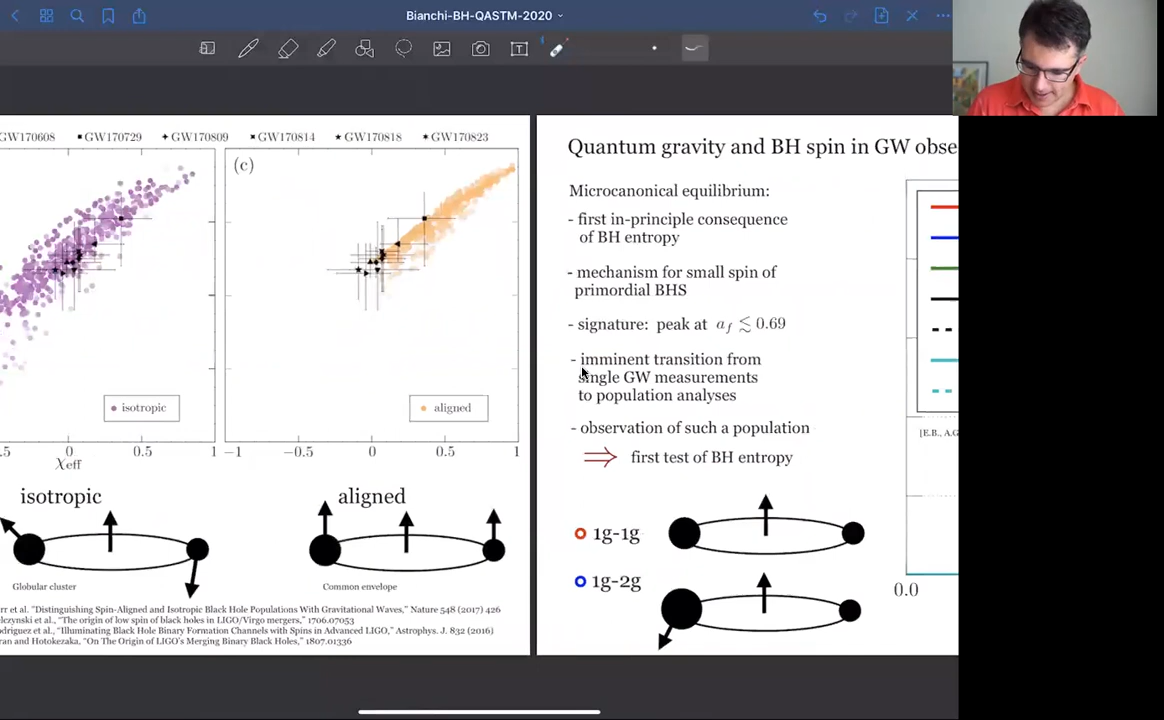 Bianchi-BH-QASTM-2020
GW170608 GW170729 GW170809 GW170814 GW170818 GW170823
(c)
isotropic
aligned
0 0.5 1 −1 −0.5 0 0.5 1
χeff
isotropic
aligned
Globular cluster
Common envelope
et al. "Distinguishing Spin-Aligned and Isotropic Black Hole Populations With Gravitational Waves," Nature 548 (2017) 426
et al., "The origin of low spin of black holes in LIGO/Virgo mergers," 1706.07053
et al., "Illuminating Black Hole Binary Formation Channels with Spins in Advanced LIGO," Astrophys. J. 832 (2016)
and Hotokezaka, "On The Origin of LIGO's Merging Binary Black Holes," 1807.01336
Quantum gravity and BH spin in GW obse
Microcanonical equilibrium:
- first in-principle consequence
of BH entropy
- mechanism for small spin of
primordial BHS
- signature: peak at a_f ≲ 0.69
- imminent transition from
single GW measurements
to population analyses
- observation of such a population
⟹ first test of BH entropy
1g-1g
1g-2g
[E.B., A.G
0.0